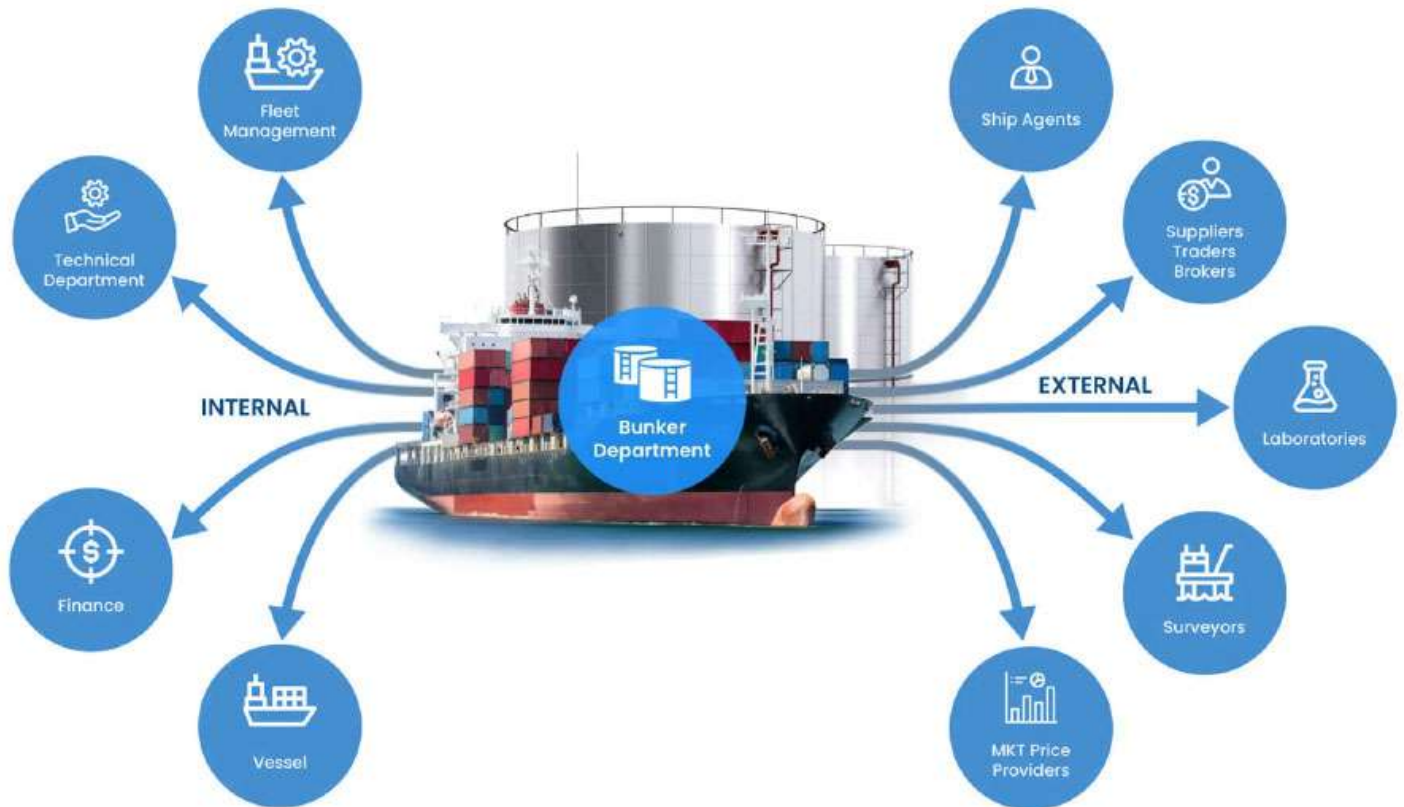 Fleet
Management
Technical
Department
INTERNAL
Finance
Vessel
Bunker
Department
Ship Agents
Suppliers
Traders
Brokers
EXTERNAL
Laboratories
Surveyors
MKT Price
Providers